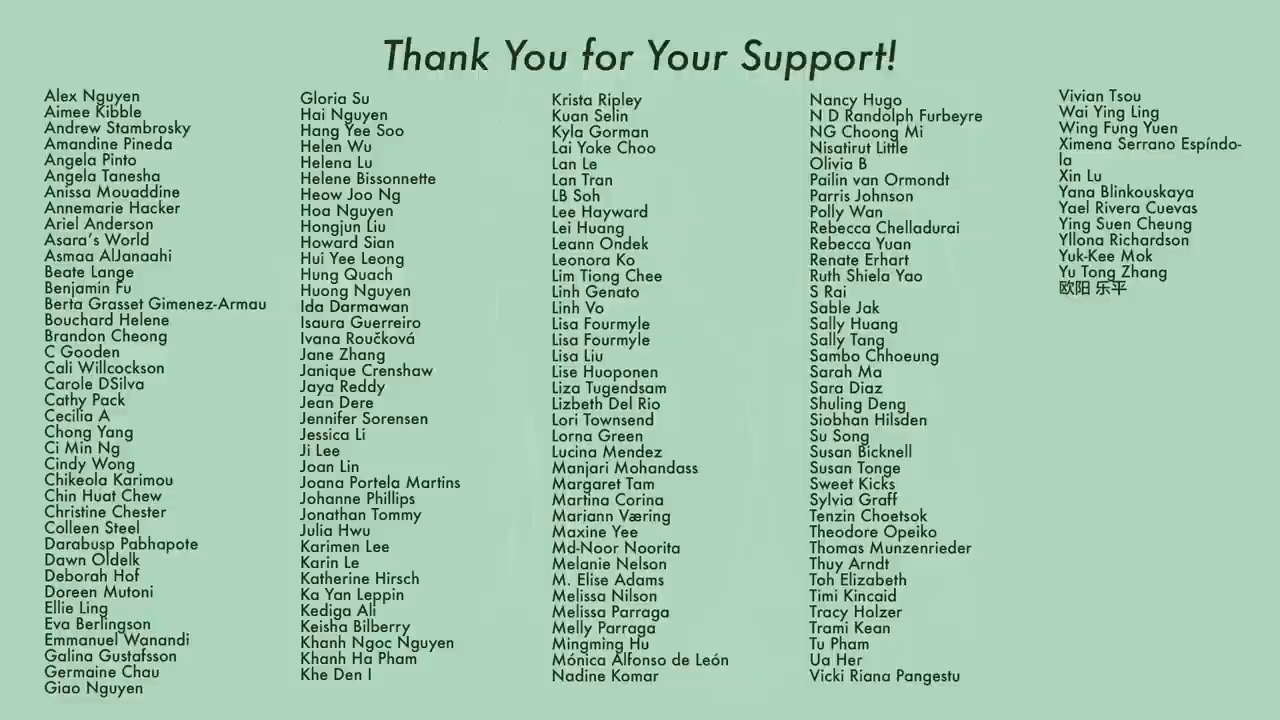 Thank You for Your Support!
Alex Nguyen
Aimee Kibble
Andrew Stambrosky
Amandine Pineda
Angela Pinto
Angela Tanesha
Anissa Mouaddine
Annemarie Hacker
Ariel Anderson
Asara's World
Asmaa AlJanaahi
Beate Lange
Benjamin Fu
Berta Grasset Gimenez-Armau
Bouchard Helene
Brandon Cheong
C Gooden
Cali Willcockson
Carole DSilva
Cathy Pack
Cecilia A
Chong Yang
Ci Min Ng
Cindy Wong
Chikeola Karimou
Chin Huat Chew
Christine Chester
Colleen Steel
Darabusp Pabhapote
Dawn Oldelk
Deborah Hof
Doreen Mutoni
Ellie Ling
Eva Berlingson
Emmanuel Wanandi
Galina Gustafsson
Germaine Chau
Giao Nguyen
Gloria Su
Hai Nguyen
Hang Yee Soo
Helen Wu
Helena Lu
Helene Bissonnette
Heow Joo Ng
Hoa Nguyen
Hongjun Liu
Howard Sian
Hui Yee Leong
Hung Quach
Huong Nguyen
Ida Darmawan
Isaura Guerreiro
Ivana Roučková
Jane Zhang
Janique Crenshaw
Jaya Reddy
Jean Dere
Jennifer Sorensen
Jessica Li
Ji Lee
Joan Lin
Joana Portela Martins
Johanne Phillips
Jonathan Tommy
Julia Hwu
Karimen Lee
Karin Le
Katherine Hirsch
Ka Yan Leppin
Kediga Ali
Keisha Bilberry
Khanh Ngoc Nguyen
Khanh Ha Pham
Khe Den I
Krista Ripley
Kuan Selin
Kyla Gorman
Lai Yoke Choo
Lan Le
Lan Tran
LB Soh
Lee Hayward
Lei Huang
Leann Ondek
Leonora Ko
Lim Tiong Chee
Linh Genato
Linh Vo
Lisa Fourmyle
Lisa Fourmyle
Lisa Liu
Lise Huoponen
Liza Tugendsam
Lizbeth Del Rio
Lori Townsend
Lorna Green
Lucina Mendez
Manjari Mohandass
Margaret Tam
Martina Corina
Mariann Væring
Maxine Yee
Md-Noor Noorita
Melanie Nelson
M. Elise Adams
Melissa Nilson
Melissa Parraga
Melly Parraga
Mingming Hu
Mónica Alfonso de León
Nadine Komar
Nancy Hugo
N D Randolph Furbeyre
NG Choong Mi
Nisatirut Little
Olivia B
Pailin van Ormondt
Parris Johnson
Polly Wan
Rebecca Chelladurai
Rebecca Yuan
Renate Erhart
Ruth Shiela Yao
S Rai
Sable Jak
Sally Huang
Sally Tang
Sambo Chhoeung
Sarah Ma
Sara Diaz
Shuling Deng
Siobhan Hilsden
Su Song
Susan Bicknell
Susan Tonge
Sweet Kicks
Sylvia Graff
Tenzin Choetsok
Theodore Opeiko
Thomas Munzenrieder
Thuy Arndt
Toh Elizabeth
Timi Kincaid
Tracy Holzer
Trami Kean
Tu Pham
Ua Her
Vicki Riana Pangestu
Vivian Tsou
Wai Ying Ling
Wing Fung Yuen
Ximena Serrano Espíndo-
la
Xin Lu
Yana Blinkouskaya
Yael Rivera Cuevas
Ying Suen Cheung
Yllona Richardson
Yuk-Kee Mok
Yu Tong Zhang
欧阳 乐平